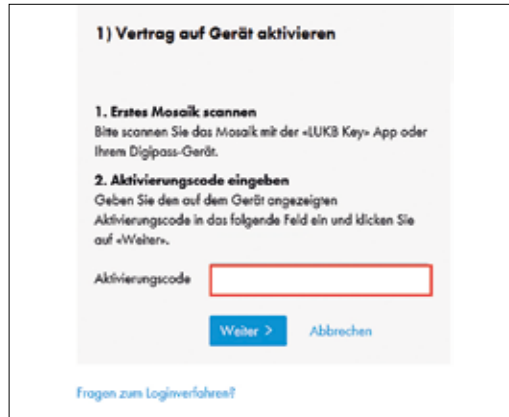 1) Vertrag auf Gerät aktivieren
1. Erstes Mosaik scannen
Bitte scannen Sie das Mosaik mit der «LUKB Key» App oder
Ihrem Digipass-Gerät.
2. Aktivierungscode eingeben
Geben Sie den auf dem Gerät angezeigten
Aktivierungscode in das folgende Feld ein und klicken Sie
auf «Weiter».
Aktivierungscode
Weiter > Abbrechen
Fragen zum Loginverfahren?